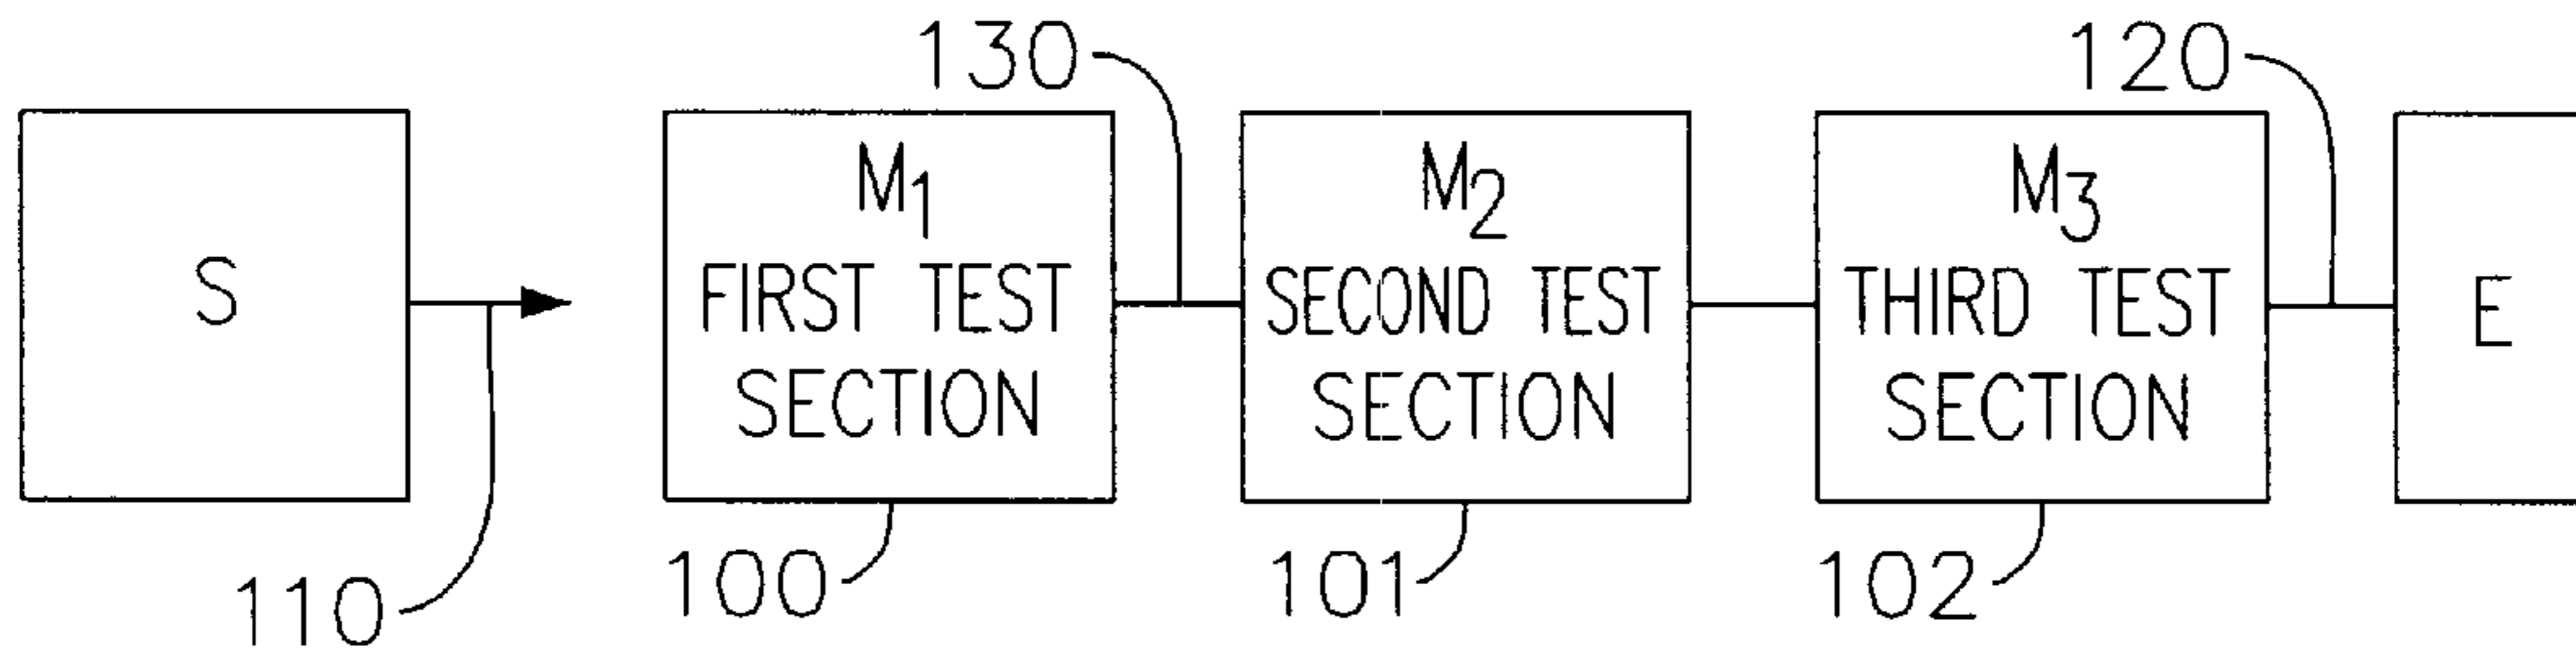 130
120
S
M1
FIRST TEST
SECTION
M2
SECOND TEST
SECTION
M3
THIRD TEST
SECTION
E
110
100
101
102